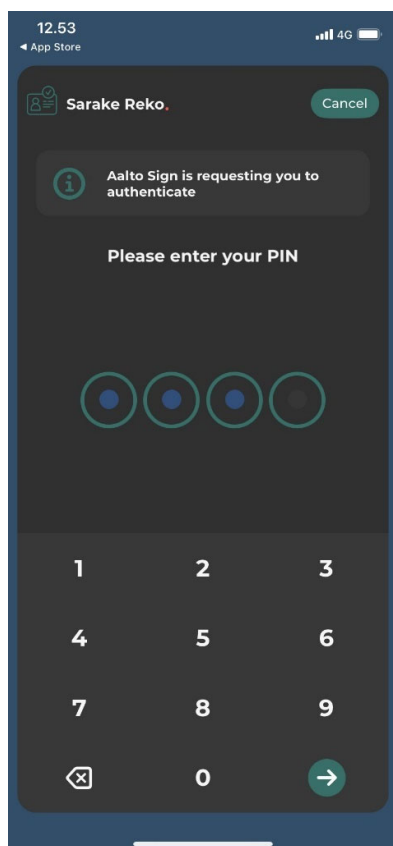 12.53
4G
◀ App Store
Sarake Reko.
Cancel
Aalto Sign is requesting you to
authenticate
Please enter your PIN
1 2 3
4 5 6
7 8 9
0